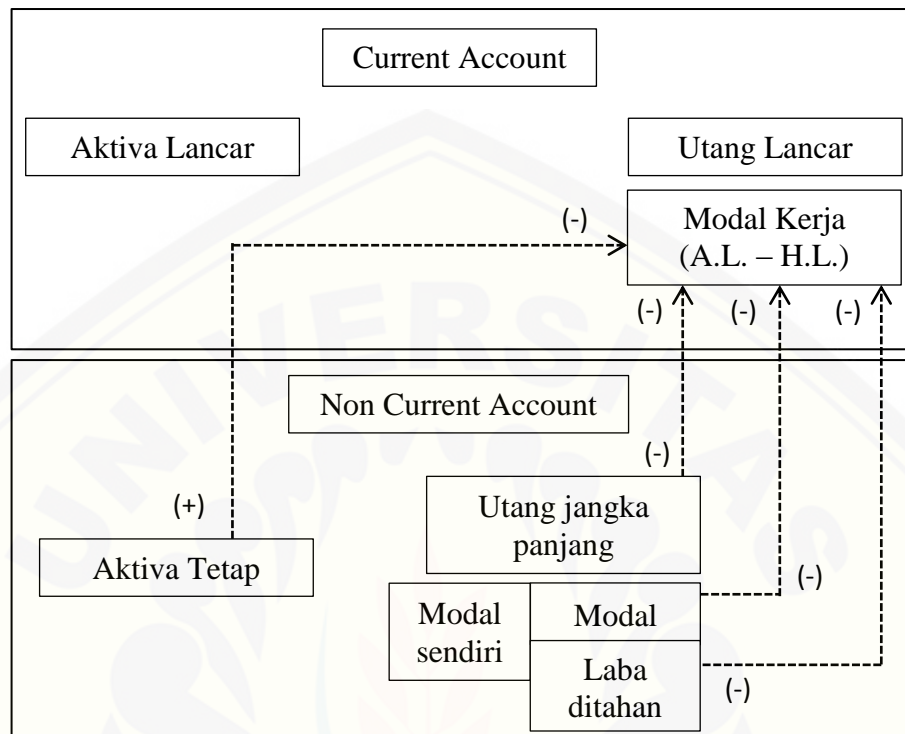 Current Account
Aktiva Lancar
Utang Lancar
Modal Kerja
(A.L. – H.L.)
(-)
(-)
(-)
(-)
Non Current Account
(-)
(+)
Utang jangka
panjang
Aktiva Tetap
(-)
Modal
sendiri
Modal
Laba
ditahan
(-)
UNIVERSITAS